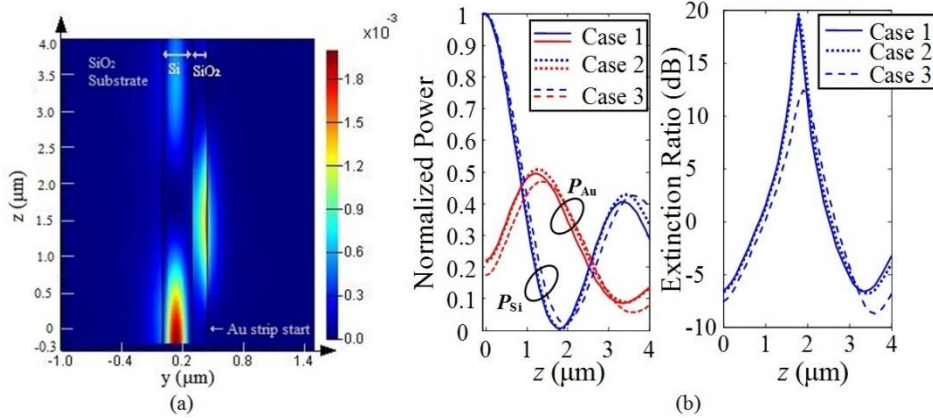 (a)
x10⁻³
4.0
3.5
3.0
2.5
2.0
1.5
1.0
0.5
0
-0.3
z (μm)
SiO₂
Substrate
Si
SiO₂
← Au strip start
-1.0 -0.4 0.2 0.8 1.4
y (μm)
1.8
1.5
1.2
0.9
0.6
0.3
0.0
(a)
(b)
1
0.9
0.8
0.7
0.6
0.5
0.4
0.3
0.2
0.1
0
Normalized Power
Case 1
Case 2
Case 3
P_Au
P_Si
0 1 2 3 4
z (μm)
20
15
10
5
0
-5
-10
Extinction Ratio (dB)
Case 1
Case 2
Case 3
0 1 2 3 4
z (μm)
(b)